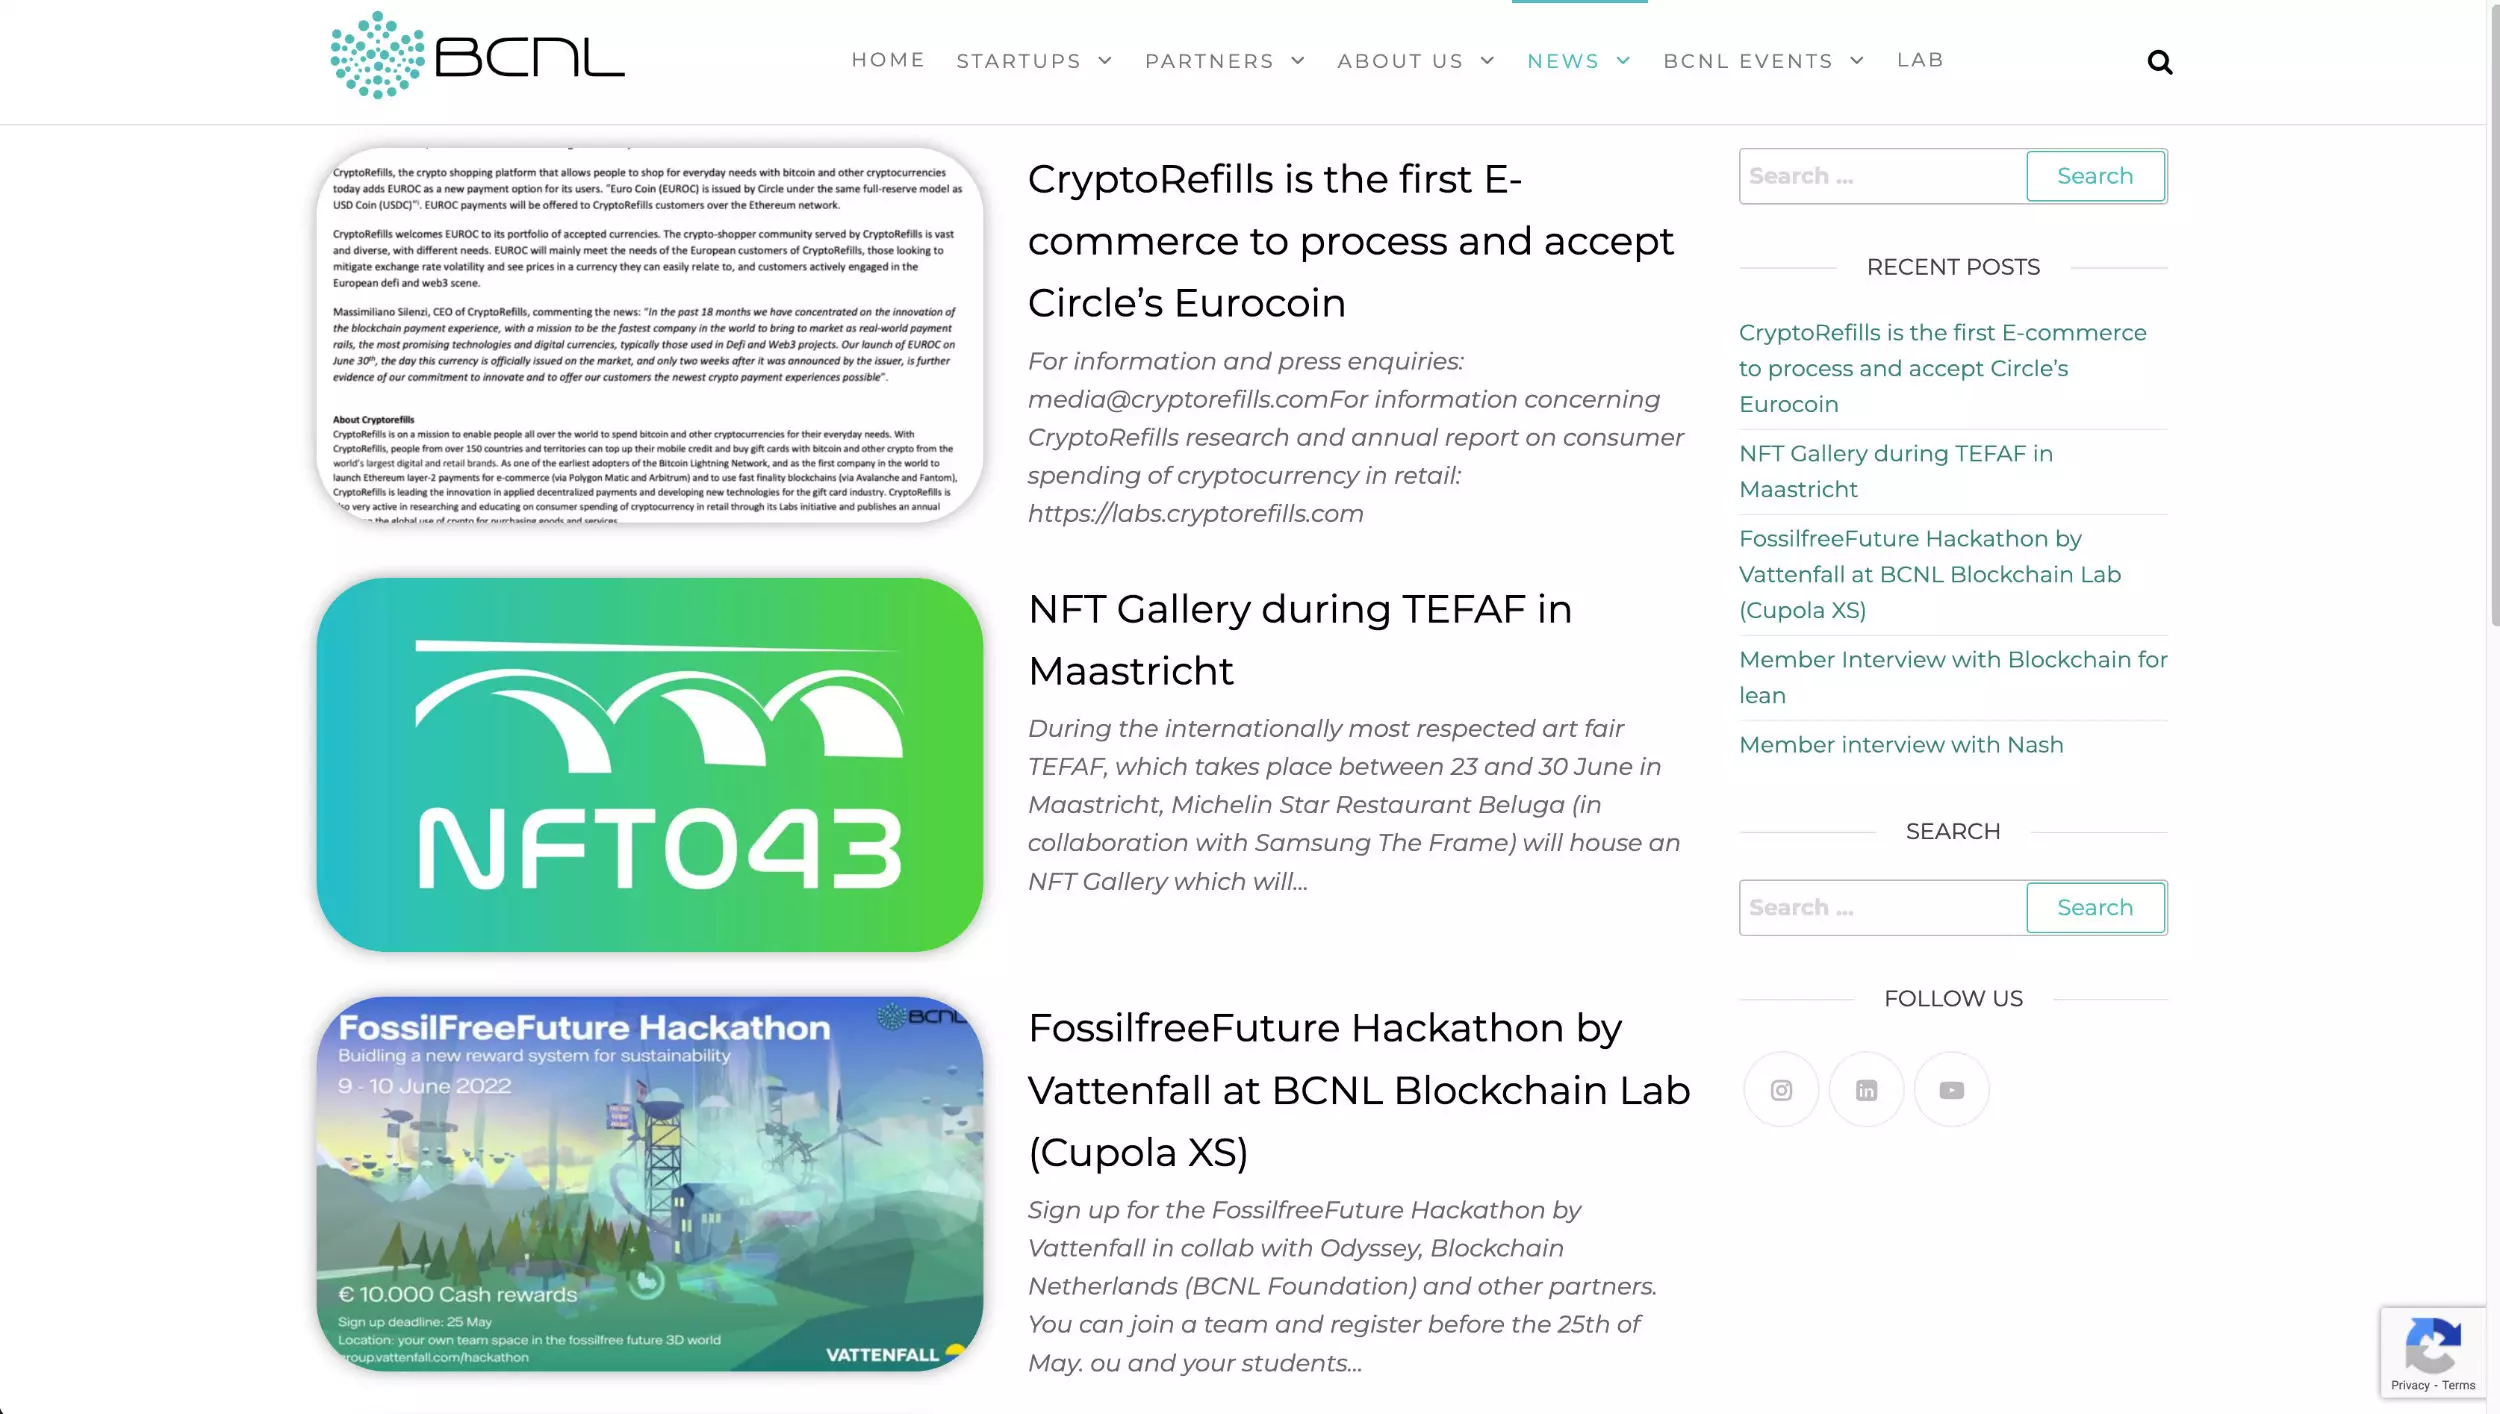 BCNL
HOME STARTUPS PARTNERS ABOUT US NEWS BCNL EVENTS LAB
CryptoRefills, the crypto shopping platform that allows people to shop for everyday needs with bitcoin and other cryptocurrencies
today adds EUROC as a new payment option for its users. "Euro Coin (EUROC) is issued by Circle under the same full-reserve model as
USD Coin (USDC)"i. EUROC payments will be offered to CryptoRefills customers over the Ethereum network.
CryptoRefills welcomes EUROC to its portfolio of accepted currencies. The crypto-shopper community served by CryptoRefills is vast
and diverse, with different needs. EUROC will mainly meet the needs of the European customers of CryptoRefills, those looking to
mitigate exchange rate volatility and see prices in a currency they can easily relate to, and customers actively engaged in the
European defi and web3 scene.
Massimiliano Silenzi, CEO of CryptoRefills, commenting the news: "In the past 18 months we have concentrated on the innovation of
the blockchain payment experience, with a mission to be the fastest company in the world to bring to market as real-world payment
rails, the most promising technologies and digital currencies, typically those used in Defi and Web3 projects. Our launch of EUROC on
June 30th, the day this currency is officially issued on the market, and only two weeks after it was announced by the issuer, is further
evidence of our commitment to innovate and to offer our customers the newest crypto payment experiences possible".
About Cryptorefills
CryptoRefills is on a mission to enable people all over the world to spend bitcoin and other cryptocurrencies for their everyday needs. With
CryptoRefills, people from over 150 countries and territories can top up their mobile credit and buy gift cards with bitcoin and other crypto from the
world's largest digital and retail brands. As one of the earliest adopters of the Bitcoin Lightning Network, and as the first company in the world to
launch Ethereum layer-2 payments for e-commerce (via Polygon Matic and Arbitrum) and to use fast finality blockchains (via Avalanche and Fantom),
CryptoRefills is leading the innovation in applied decentralized payments and developing new technologies for the gift card industry. CryptoRefills is
very active in researching and educating on consumer spending of cryptocurrency in retail through its Labs initiative and publishes an annual
the global use of crypto for purchasing goods and services.
CryptoRefills is the first E-
commerce to process and accept
Circle's Eurocoin
For information and press enquiries:
media@cryptorefills.comFor information concerning
CryptoRefills research and annual report on consumer
spending of cryptocurrency in retail:
https://labs.cryptorefills.com
NFT043
NFT Gallery during TEFAF in
Maastricht
During the internationally most respected art fair
TEFAF, which takes place between 23 and 30 June in
Maastricht, Michelin Star Restaurant Beluga (in
collaboration with Samsung The Frame) will house an
NFT Gallery which will...
FossilFreeFuture Hackathon
BCNL
Buidling a new reward system for sustainability
9 - 10 June 2022
€ 10.000 Cash rewards
Sign up deadline: 25 May
Location: your own team space in the fossilfree future 3D world
group.vattenfall.com/hackathon
VATTENFALL
FossilfreeFuture Hackathon by
Vattenfall at BCNL Blockchain Lab
(Cupola XS)
Sign up for the FossilfreeFuture Hackathon by
Vattenfall in collab with Odyssey, Blockchain
Netherlands (BCNL Foundation) and other partners.
You can join a team and register before the 25th of
May. ou and your students...
Search ... Search
RECENT POSTS
CryptoRefills is the first E-commerce
to process and accept Circle's
Eurocoin
NFT Gallery during TEFAF in
Maastricht
FossilfreeFuture Hackathon by
Vattenfall at BCNL Blockchain Lab
(Cupola XS)
Member Interview with Blockchain for
lean
Member interview with Nash
SEARCH
Search ... Search
FOLLOW US
Privacy - Terms